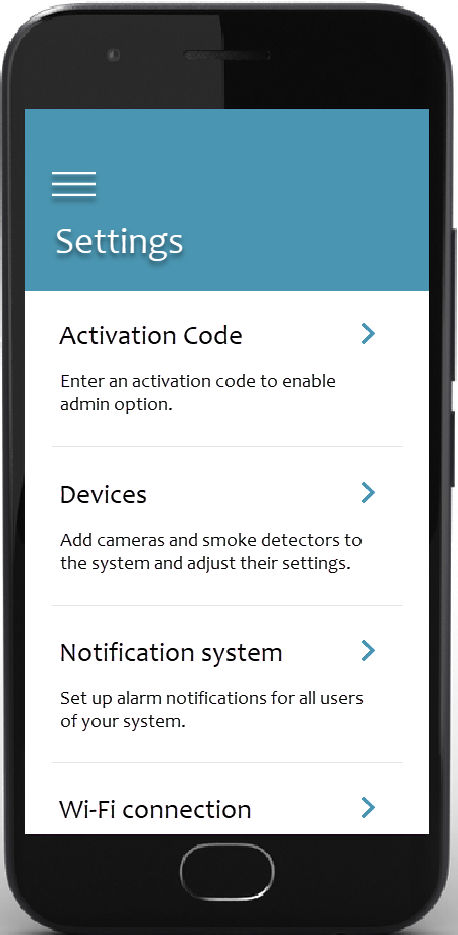 Settings
Activation Code
Enter an activation code to enable
admin option.
Devices
Add cameras and smoke detectors to
the system and adjust their settings.
Notification system
Set up alarm notifications for all users
of your system.
Wi-Fi connection